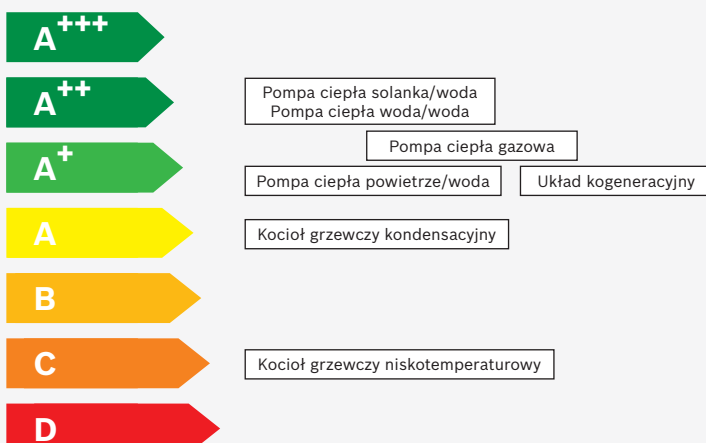 A+++
A++
Pompa ciepła solanka/woda
Pompa ciepła woda/woda
Pompa ciepła gazowa
A+
Pompa ciepła powietrze/woda
Układ kogeneracyjny
A
Kocioł grzewczy kondensacyjny
B
C
Kocioł grzewczy niskotemperaturowy
D